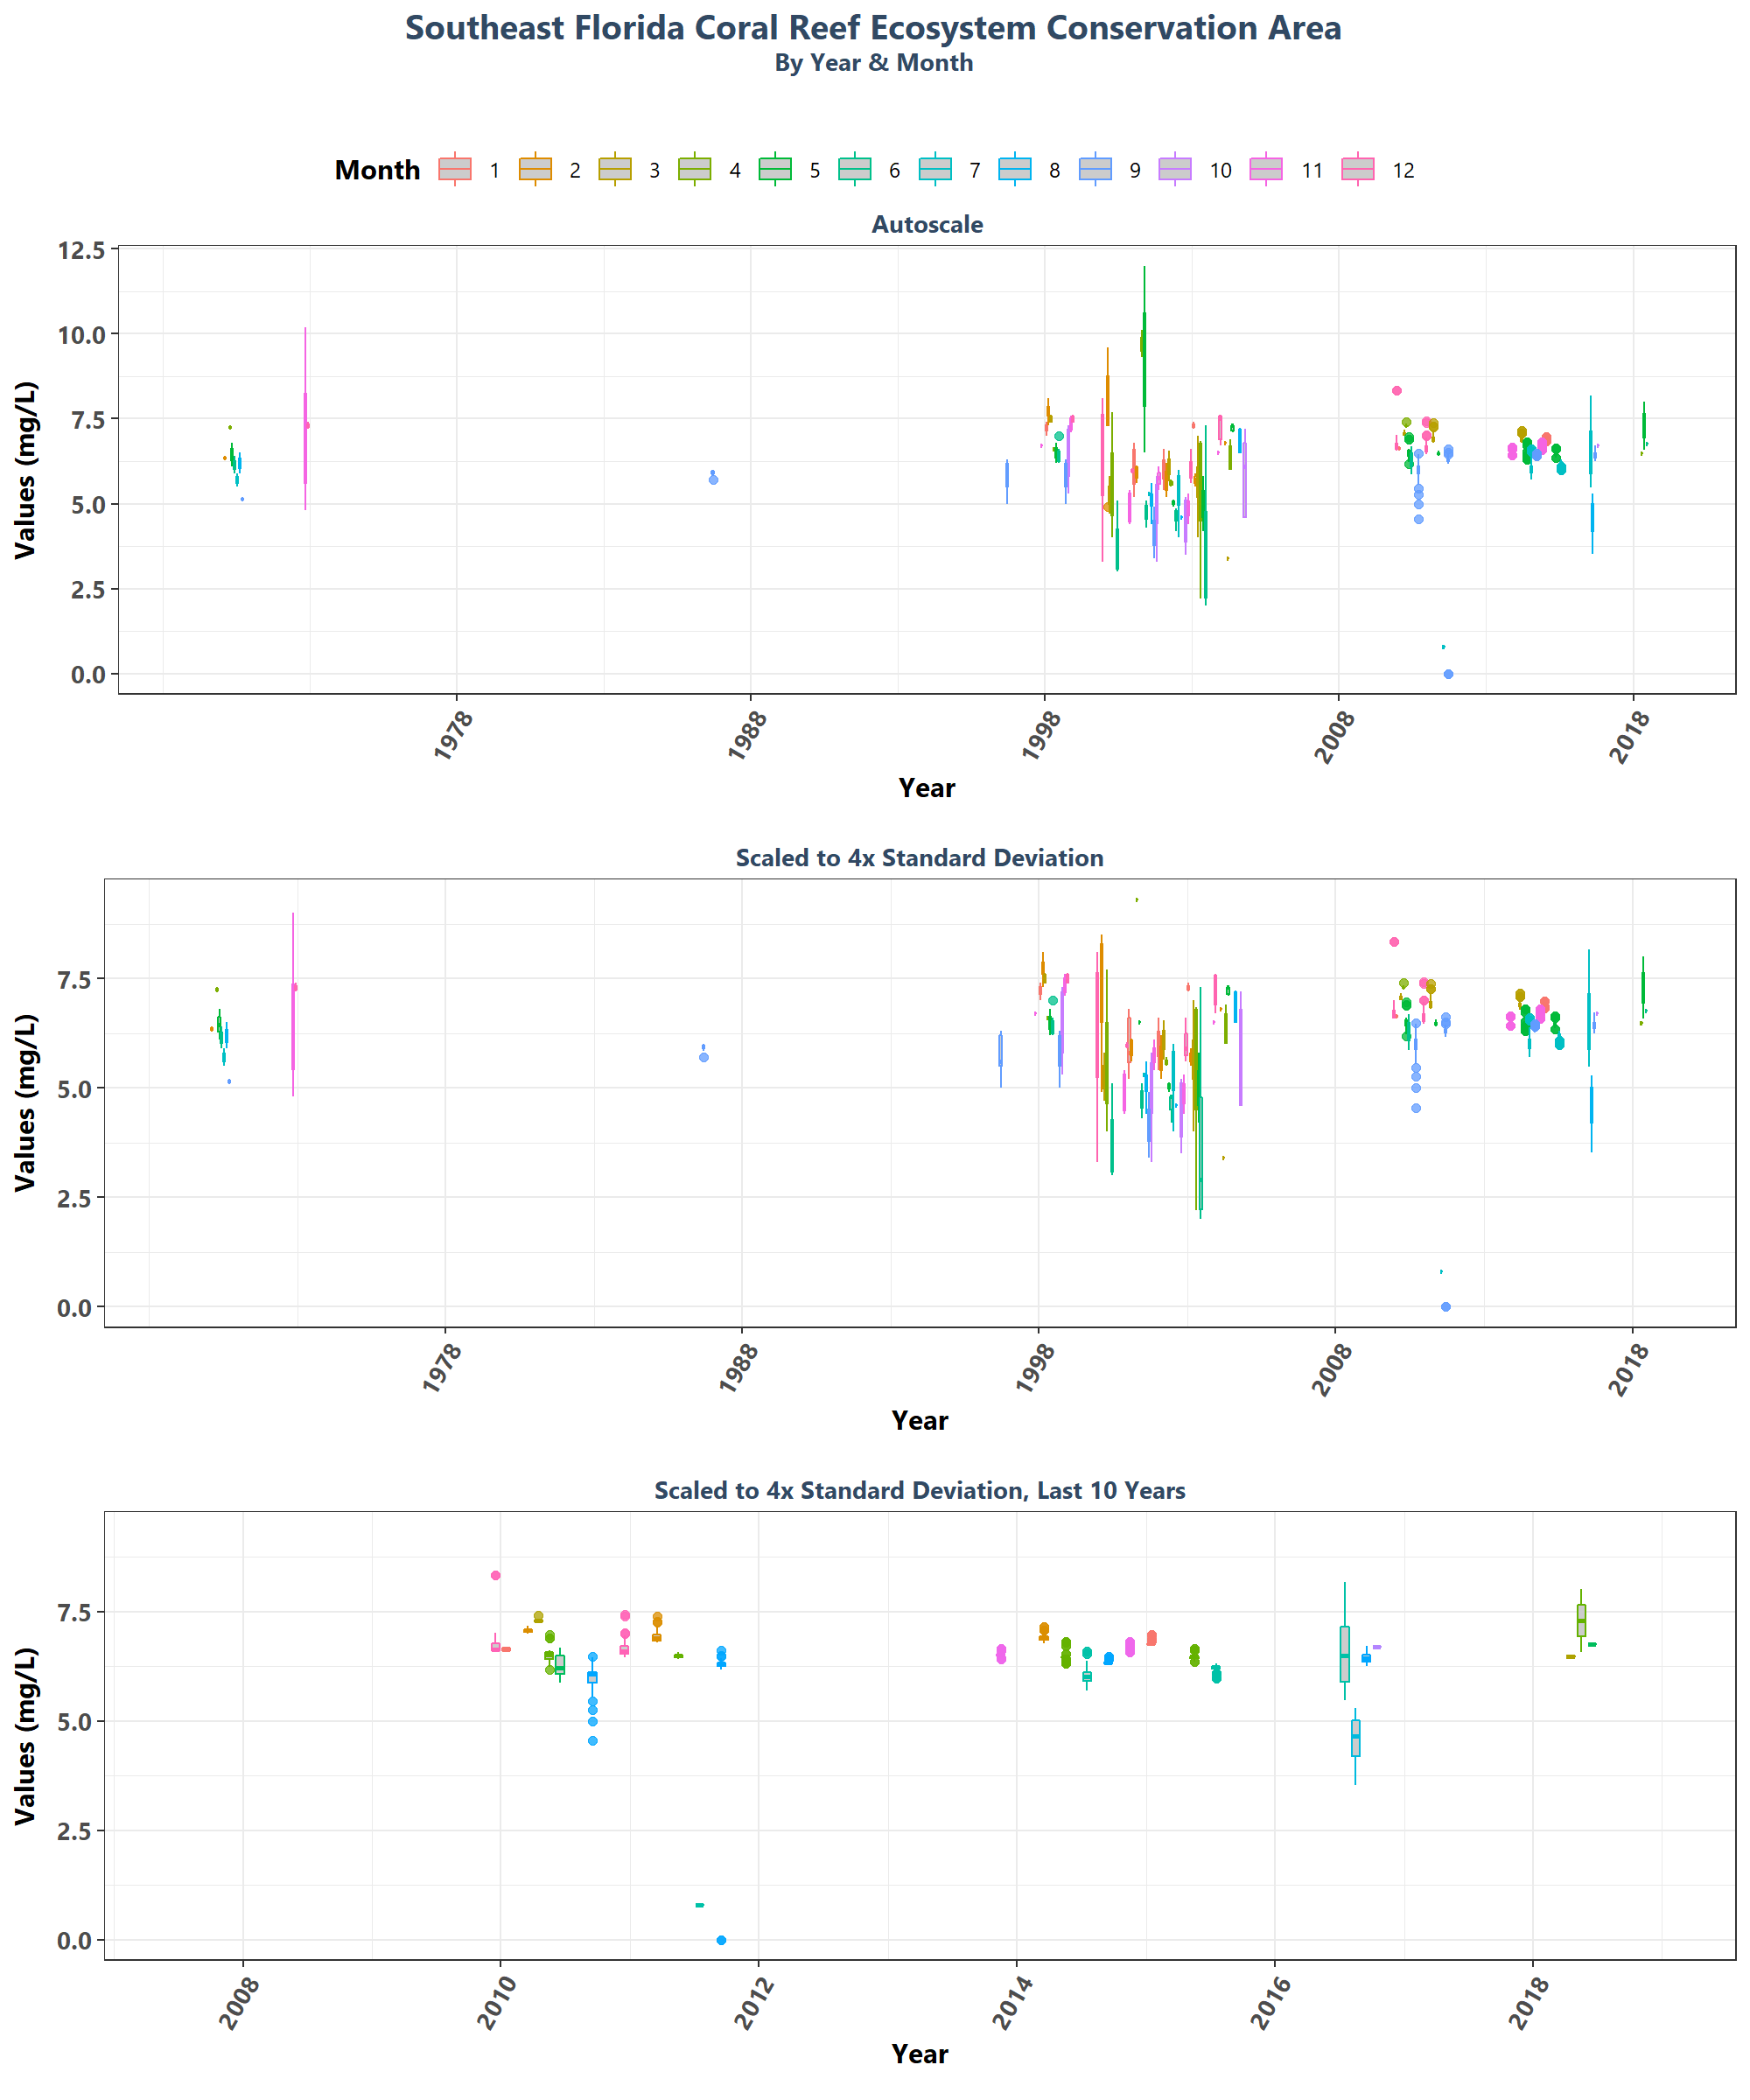 Southeast Florida Coral Reef Ecosystem Conservation Area
By Year & Month
Month 1 2 3 4 5 6 7 8 9 10 11 12
Autoscale
12.5
10.0
7.5
5.0
2.5
0.0
Values (mg/L)
1978 1988 1998 2008 2018
Year
Scaled to 4x Standard Deviation
7.5
5.0
2.5
0.0
Values (mg/L)
1978 1988 1998 2008 2018
Year
Scaled to 4x Standard Deviation, Last 10 Years
7.5
5.0
2.5
0.0
Values (mg/L)
2008 2010 2012 2014 2016 2018
Year